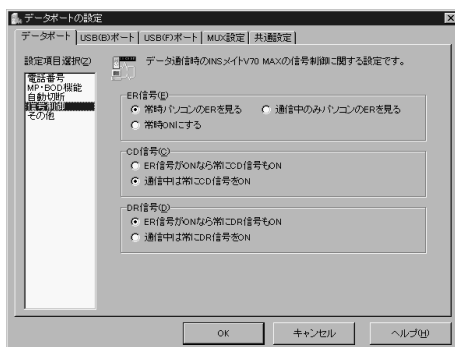 データポートの設定
データポート USB(B)ポート USB(F)ポート MUX設定 共通設定
設定項目選択(Z)
電話番号
MP・BOD機能
自動切断
信号制御
その他
データ通信時のINSメイトV70 MAXの信号制御に関する設定です。
ER信号(E)
常時パソコンのERを見る 通信中のみパソコンのERを見る
常時ONにする
CD信号(C)
ER信号がONなら常にCD信号もON
通信中は常にCD信号をON
DR信号(D)
ER信号がONなら常にDR信号もON
通信中は常にDR信号をON
OK キャンセル ヘルプ(H)